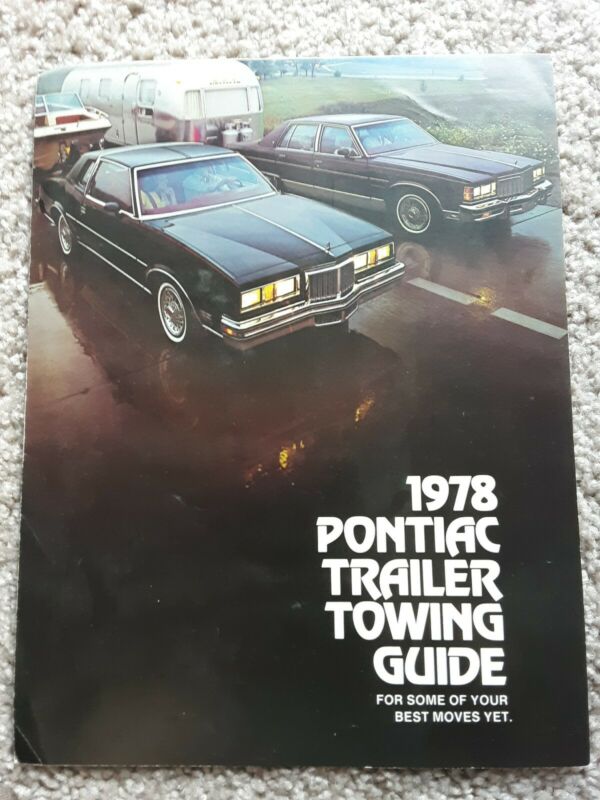 1978
PONTIAC
TRAILER
TOWING
GUIDE
FOR SOME OF YOUR
BEST MOVES YET.